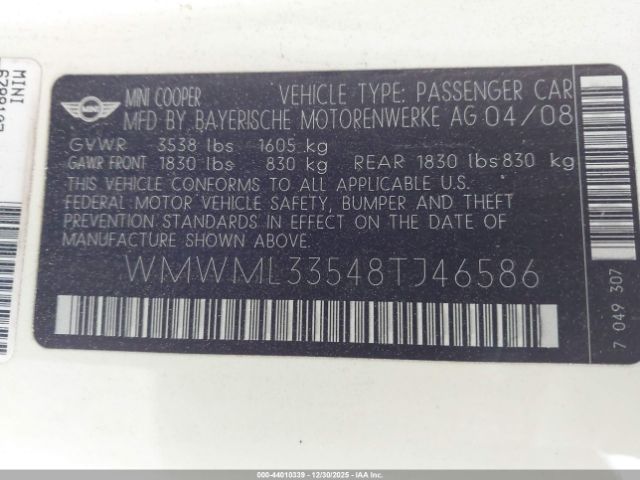 MINI COOPER VEHICLE TYPE: PASSENGER CAR
MFD BY BAYERISCHE MOTORENWERKE AG 04/08
GVWR 3538 lbs 1605 kg
GAWR FRONT 1830 lbs 830 kg REAR 1830 lbs 830 kg
THIS VEHICLE CONFORMS TO ALL APPLICABLE U.S.
FEDERAL MOTOR VEHICLE SAFETY, BUMPER AND THEFT
PREVENTION STANDARDS IN EFFECT ON THE DATE OF
MANUFACTURE SHOWN ABOVE.
WMWML33548TJ46586
7 049 307
MINI
000-44010339 - 12/30/2025 - IAAI.com